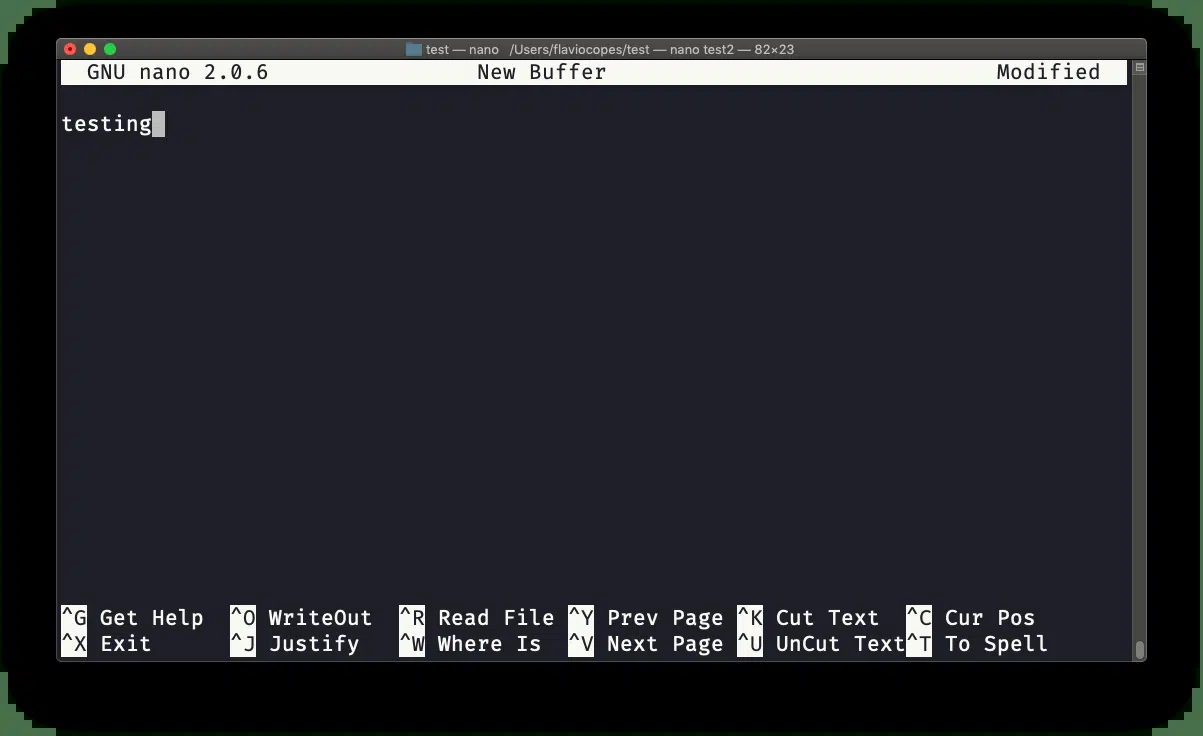 test — nano /Users/flaviocopes/test — nano test2 — 82×23
GNU nano 2.0.6 New Buffer Modified
testing
^G Get Help ^O WriteOut ^R Read File ^Y Prev Page ^K Cut Text ^C Cur Pos
^X Exit ^J Justify ^W Where Is ^V Next Page ^U UnCut Text ^T To Spell